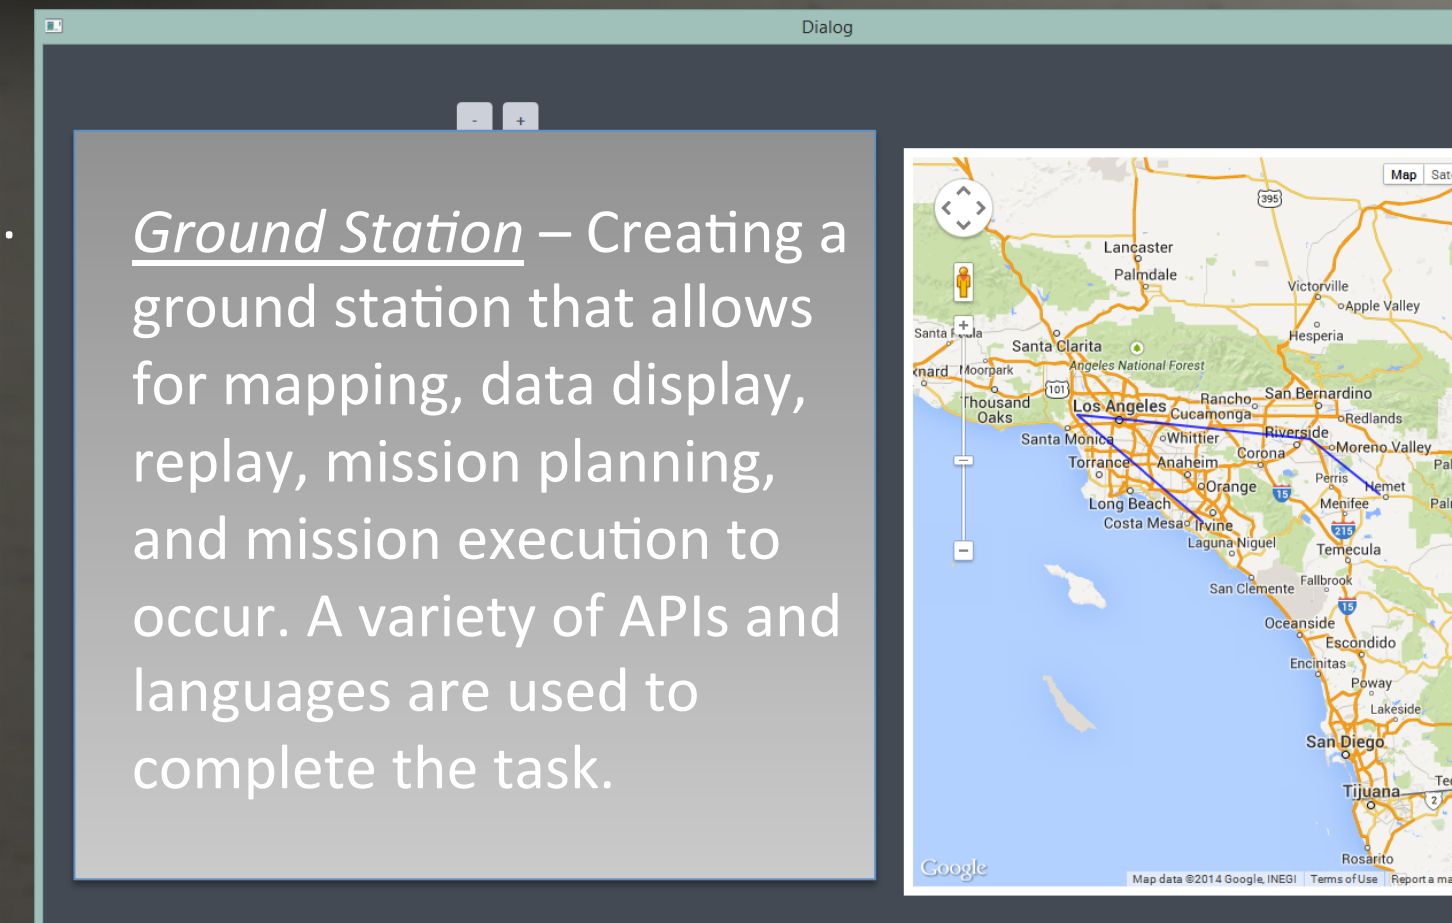 Dialog
- +
Ground Station – Creating a
ground station that allows
for mapping, data display,
replay, mission planning,
and mission execution to
occur. A variety of APIs and
languages are used to
complete the task.
Map
395
Lancaster
Palmdale
Victorville
Apple Valley
Hesperia
Santa Clarita
Moorpark
Angeles National Forest
101
Thousand
Oaks
Los Angeles
Rancho
Cucamonga
San Bernardino
Redlands
Santa Monica
Whittier
Riverside
Moreno Valley
Torrance
Anaheim
Corona
Orange
15
Perris
Hemet
Long Beach
Menifee
Costa Mesa
Irvine
215
Laguna Niguel
Temecula
San Clemente
Fallbrook
15
Oceanside
Escondido
Encinitas
Poway
Lakeside
San Diego
Tijuana
2
Rosarito
Google
Map data ©2014 Google, INEGI Terms of Use Report a